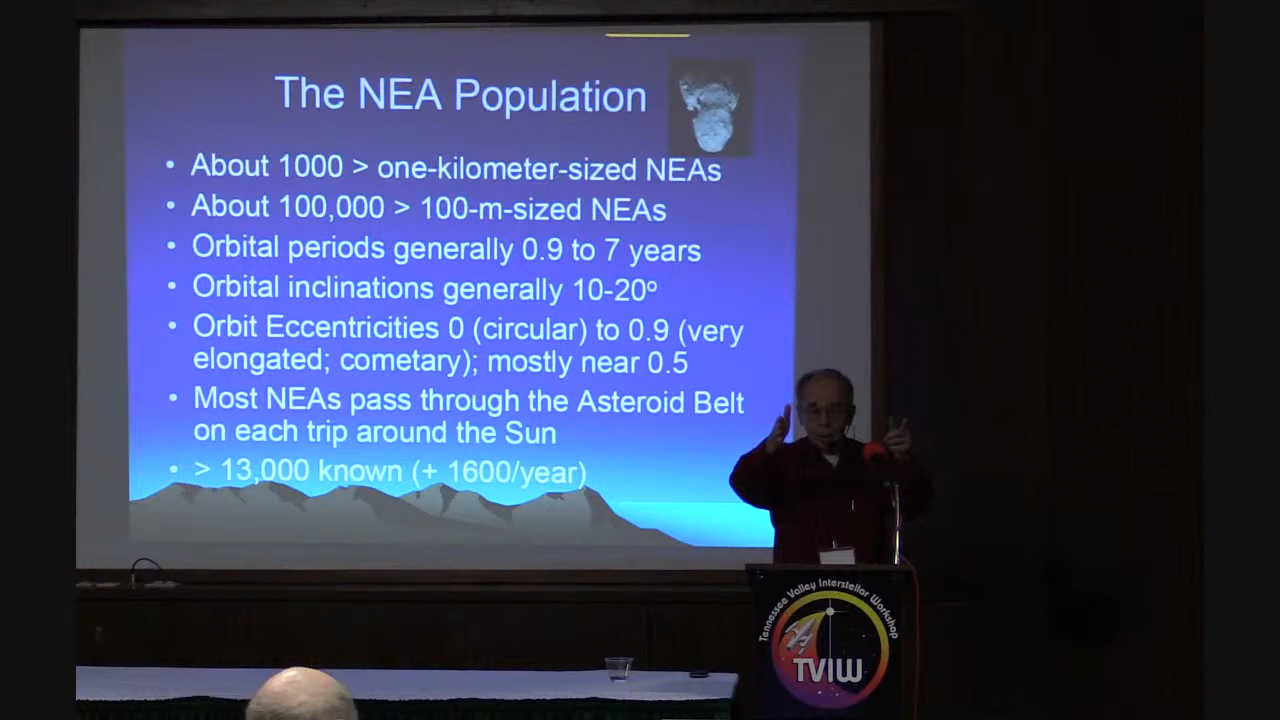 The NEA Population
• About 1000 > one-kilometer-sized NEAs
• About 100,000 > 100-m-sized NEAs
• Orbital periods generally 0.9 to 7 years
• Orbital inclinations generally 10-20º
• Orbit Eccentricities 0 (circular) to 0.9 (very
elongated; cometary); mostly near 0.5
• Most NEAs pass through the Asteroid Belt
on each trip around the Sun
• > 13,000 known (+ 1600/year)
Tennessee Valley Interstellar Workshop
TVIW